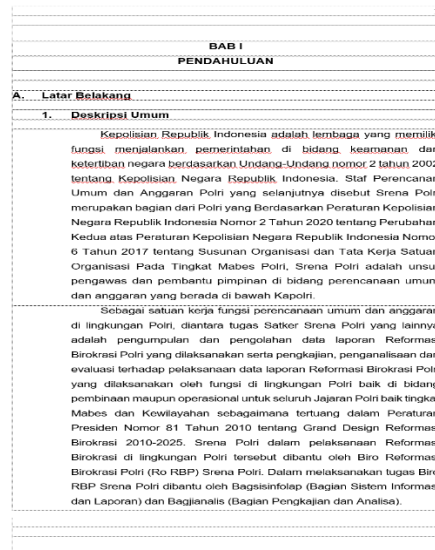 BAB I
PENDAHULUAN
A. Latar Belakang
1. Deskripsi Umum
Kepolisian Republik Indonesia adalah lembaga yang memilik
fungsi menjalankan pemerintahan di bidang keamanan dan
ketertiban negara berdasarkan Undang-Undang nomor 2 tahun 2002
tentang Kepolisian Negara Republik Indonesia. Staf Perencanaan
Umum dan Anggaran Polri yang selanjutnya disebut Srena Polri
merupakan bagian dari Polri yang Berdasarkan Peraturan Kepolisian
Negara Republik Indonesia Nomor 2 Tahun 2020 tentang Perubahan
Kedua atas Peraturan Kepolisian Negara Republik Indonesia Nomo
6 Tahun 2017 tentang Susunan Organisasi dan Tata Kerja Satuan
Organisasi Pada Tingkat Mabes Polri, Srena Polri adalah unsu
pengawas dan pembantu pimpinan di bidang perencanaan umum
dan anggaran yang berada di bawah Kapolri.
Sebagai satuan kerja fungsi perencanaan umum dan anggaran
di lingkungan Polri, diantara tugas Satker Srena Polri yang lainnya
adalah pengumpulan dan pengolahan data laporan Reformas
Birokrasi Polri yang dilaksanakan serta pengkajian, penganalisaan dan
evaluasi terhadap pelaksanaan data laporan Reformasi Birokrasi Polri
yang dilaksanakan oleh fungsi di lingkungan Polri baik di bidang
pembinaan maupun operasional untuk seluruh Jajaran Polri baik tingka
Mabes dan Kewilayahan sebagaimana tertuang dalam Peraturan
Presiden Nomor 81 Tahun 2010 tentang Grand Design Reformas
Birokrasi 2010-2025. Srena Polri dalam pelaksanaan Reformas
Birokrasi di lingkungan Polri tersebut dibantu oleh Biro Reformas
Birokrasi Polri (Ro RBP) Srena Polri. Dalam melaksanakan tugas Biro
RBP Srena Polri dibantu oleh Bagsisinfolap (Bagian Sistem Informas
dan Laporan) dan Bagjianalis (Bagian Pengkajian dan Analisa).